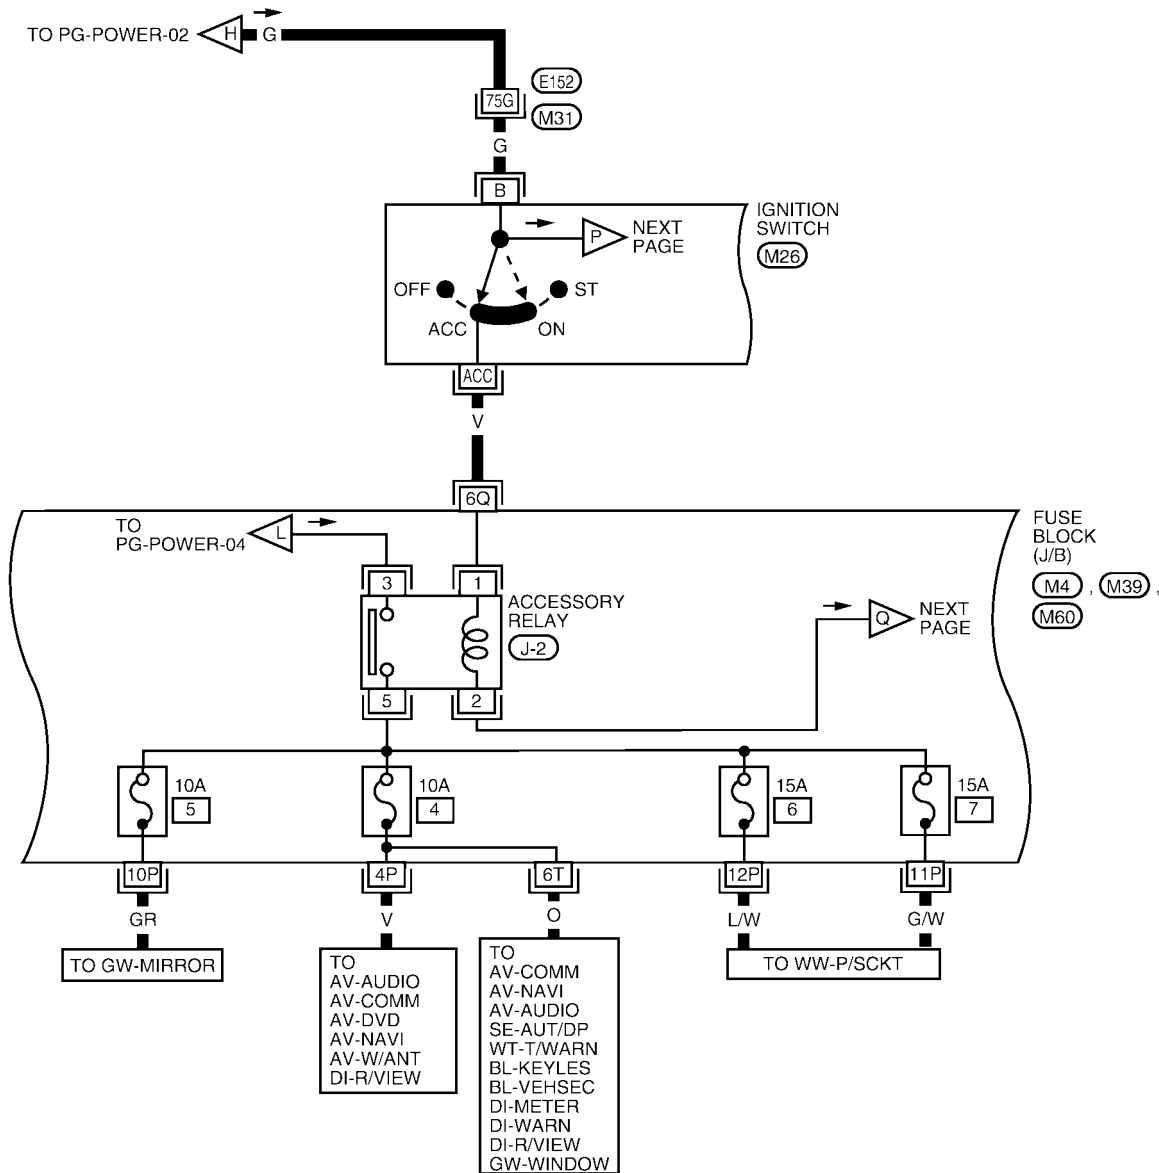 TO PG-POWER-02
H
G
75G
E152
M31
G
B
IGNITION
SWITCH
M26
P
NEXT
PAGE
OFF
ST
ACC
ON
ACC
V
6Q
TO
PG-POWER-04
L
FUSE
BLOCK
(J/B)
M4 , M39 ,
M60
3
1
ACCESSORY
RELAY
J-2
Q
NEXT
PAGE
5
2
10A
5
10A
4
15A
6
15A
7
10P
4P
6T
12P
11P
GR
V
O
L/W
G/W
TO GW-MIRROR
TO
AV-AUDIO
AV-COMM
AV-DVD
AV-NAVI
AV-W/ANT
DI-R/VIEW
TO
AV-COMM
AV-NAVI
AV-AUDIO
SE-AUT/DP
WT-T/WARN
BL-KEYLES
BL-VEHSEC
DI-METER
DI-WARN
DI-R/VIEW
GW-WINDOW
TO WW-P/SCKT